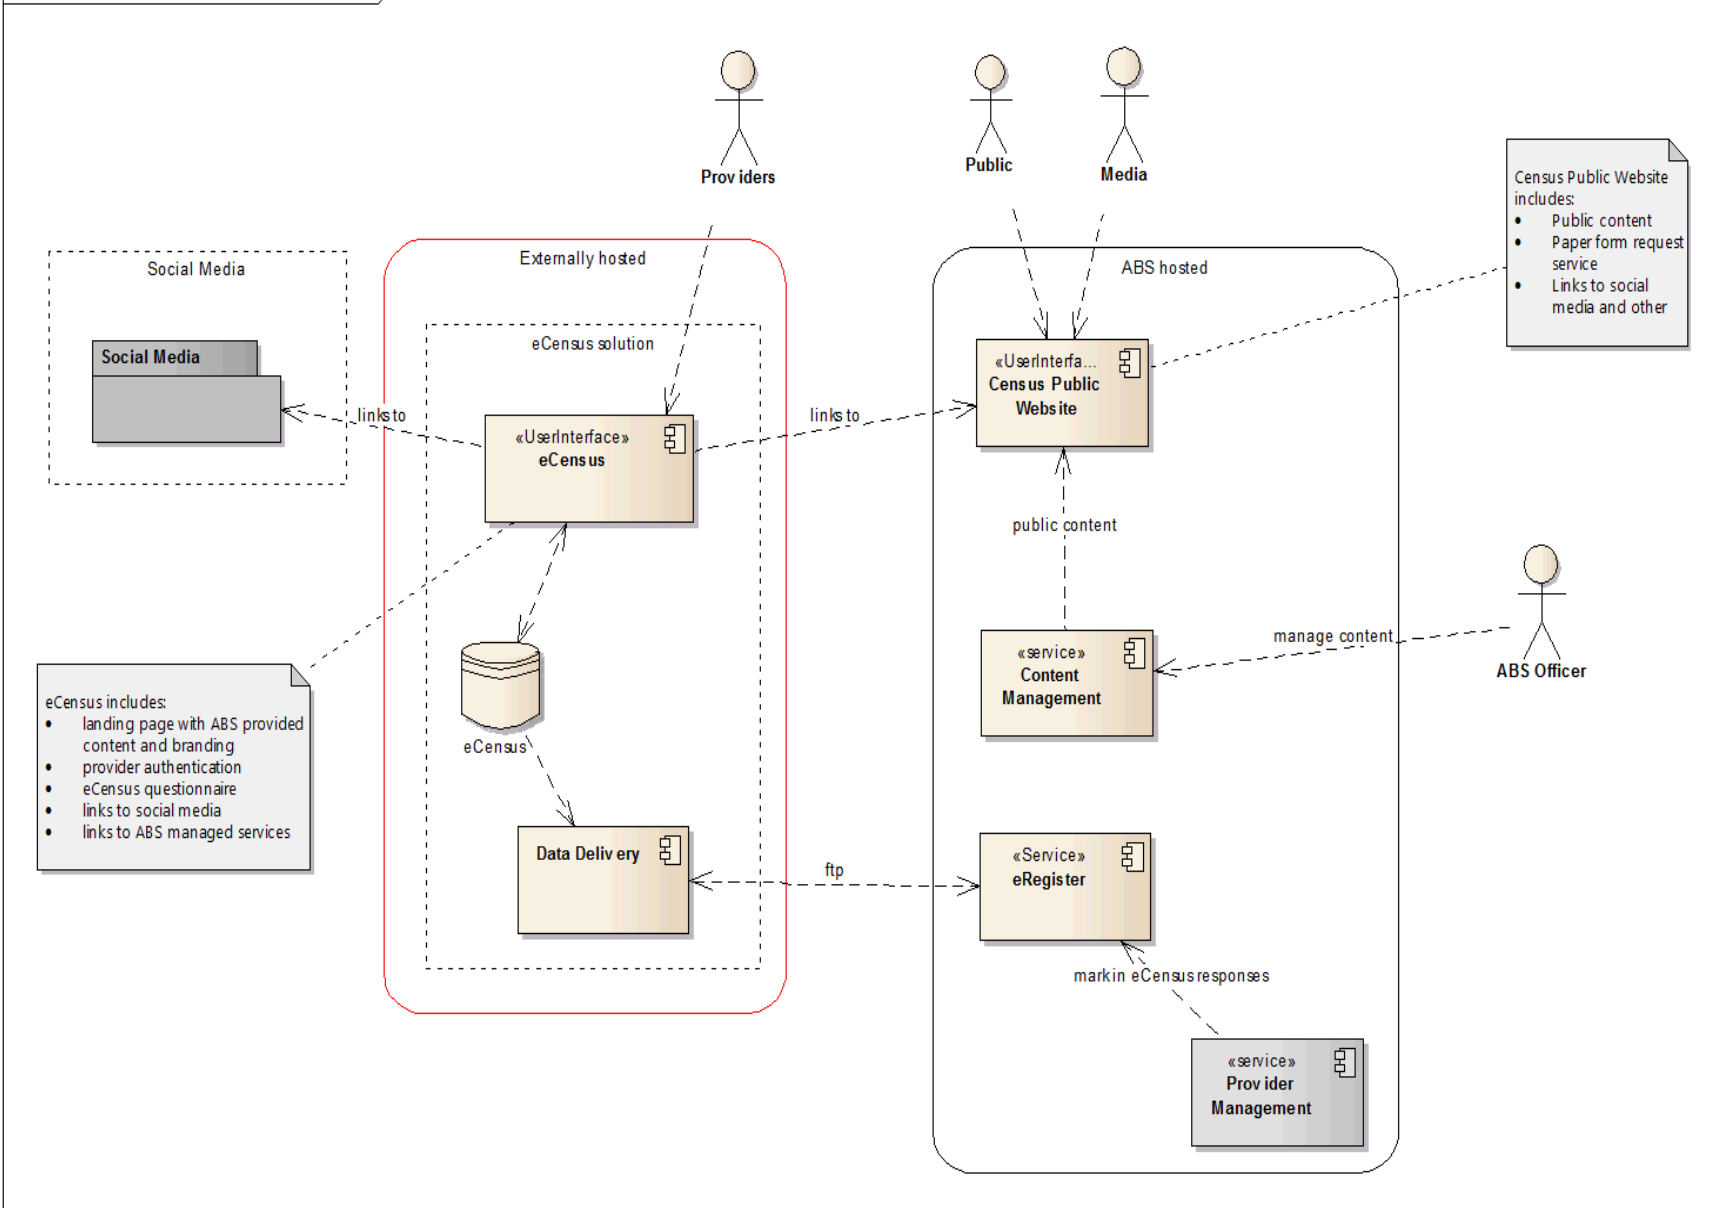 Providers
Public
Media
Census Public Website
includes:
• Public content
• Paper form request
service
• Links to social
media and other
Social Media
Social Media
Externally hosted
eCensus solution
ABS hosted
links to
«UserInterface»
eCensus
links to
«UserInterfa...
Census Public
Website
public content
manage content
ABS Officer
«service»
Content
Management
eCensus
eCensus includes:
• landing page with ABS provided
content and branding
• provider authentication
• eCensus questionnaire
• links to social media
• links to ABS managed services
Data Delivery
ftp
«Service»
eRegister
mark in eCensus responses
«service»
Provider
Management